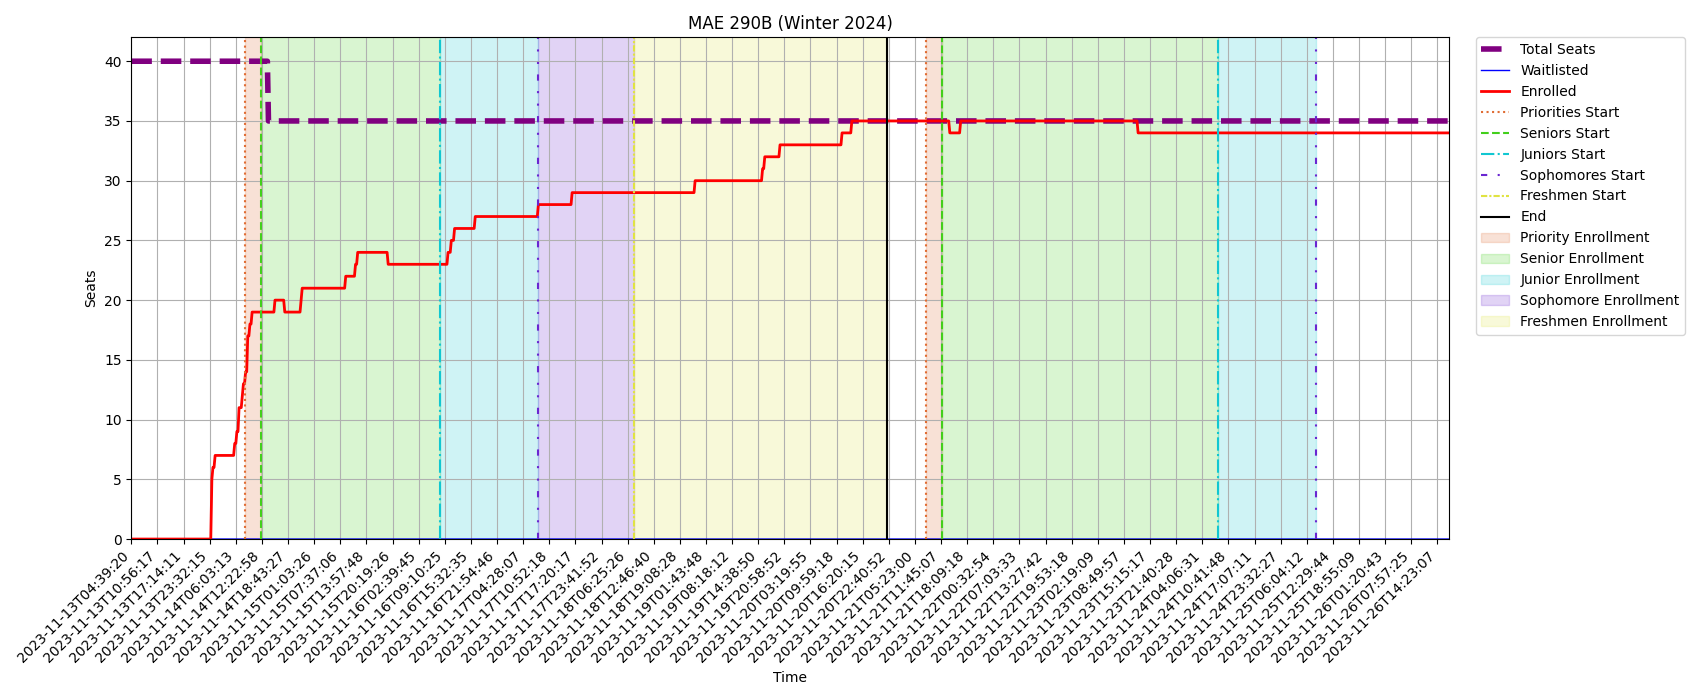 MAE 290B (Winter 2024)
Seats
40
35
30
25
20
15
10
5
0
2023-11-13T04:39:20
2023-11-13T10:56:17
2023-11-13T17:14:11
2023-11-13T23:32:15
2023-11-14T06:03:13
2023-11-14T12:22:58
2023-11-14T18:43:27
2023-11-15T01:03:26
2023-11-15T07:37:06
2023-11-15T13:57:48
2023-11-15T20:19:26
2023-11-16T02:39:45
2023-11-16T09:10:23
2023-11-16T15:32:35
2023-11-16T21:54:46
2023-11-17T04:28:07
2023-11-17T10:52:18
2023-11-17T17:20:17
2023-11-17T23:41:52
2023-11-18T06:25:26
2023-11-18T12:46:40
2023-11-18T19:08:28
2023-11-19T01:43:48
2023-11-19T08:18:12
2023-11-19T14:38:50
2023-11-19T20:58:52
2023-11-20T03:19:55
2023-11-20T09:59:18
2023-11-20T16:20:15
2023-11-20T22:40:52
2023-11-21T05:23:00
2023-11-21T11:45:07
2023-11-21T18:09:18
2023-11-22T00:32:54
2023-11-22T07:03:33
2023-11-22T13:27:42
2023-11-22T19:53:18
2023-11-23T02:19:09
2023-11-23T08:49:57
2023-11-23T15:15:17
2023-11-23T21:40:28
2023-11-24T04:06:31
2023-11-24T10:41:48
2023-11-24T17:07:11
2023-11-24T23:32:27
2023-11-25T06:04:12
2023-11-25T12:29:44
2023-11-25T18:55:09
2023-11-26T01:20:43
2023-11-26T07:57:25
2023-11-26T14:23:07
Time
Total Seats
Waitlisted
Enrolled
Priorities Start
Seniors Start
Juniors Start
Sophomores Start
Freshmen Start
End
Priority Enrollment
Senior Enrollment
Junior Enrollment
Sophomore Enrollment
Freshmen Enrollment